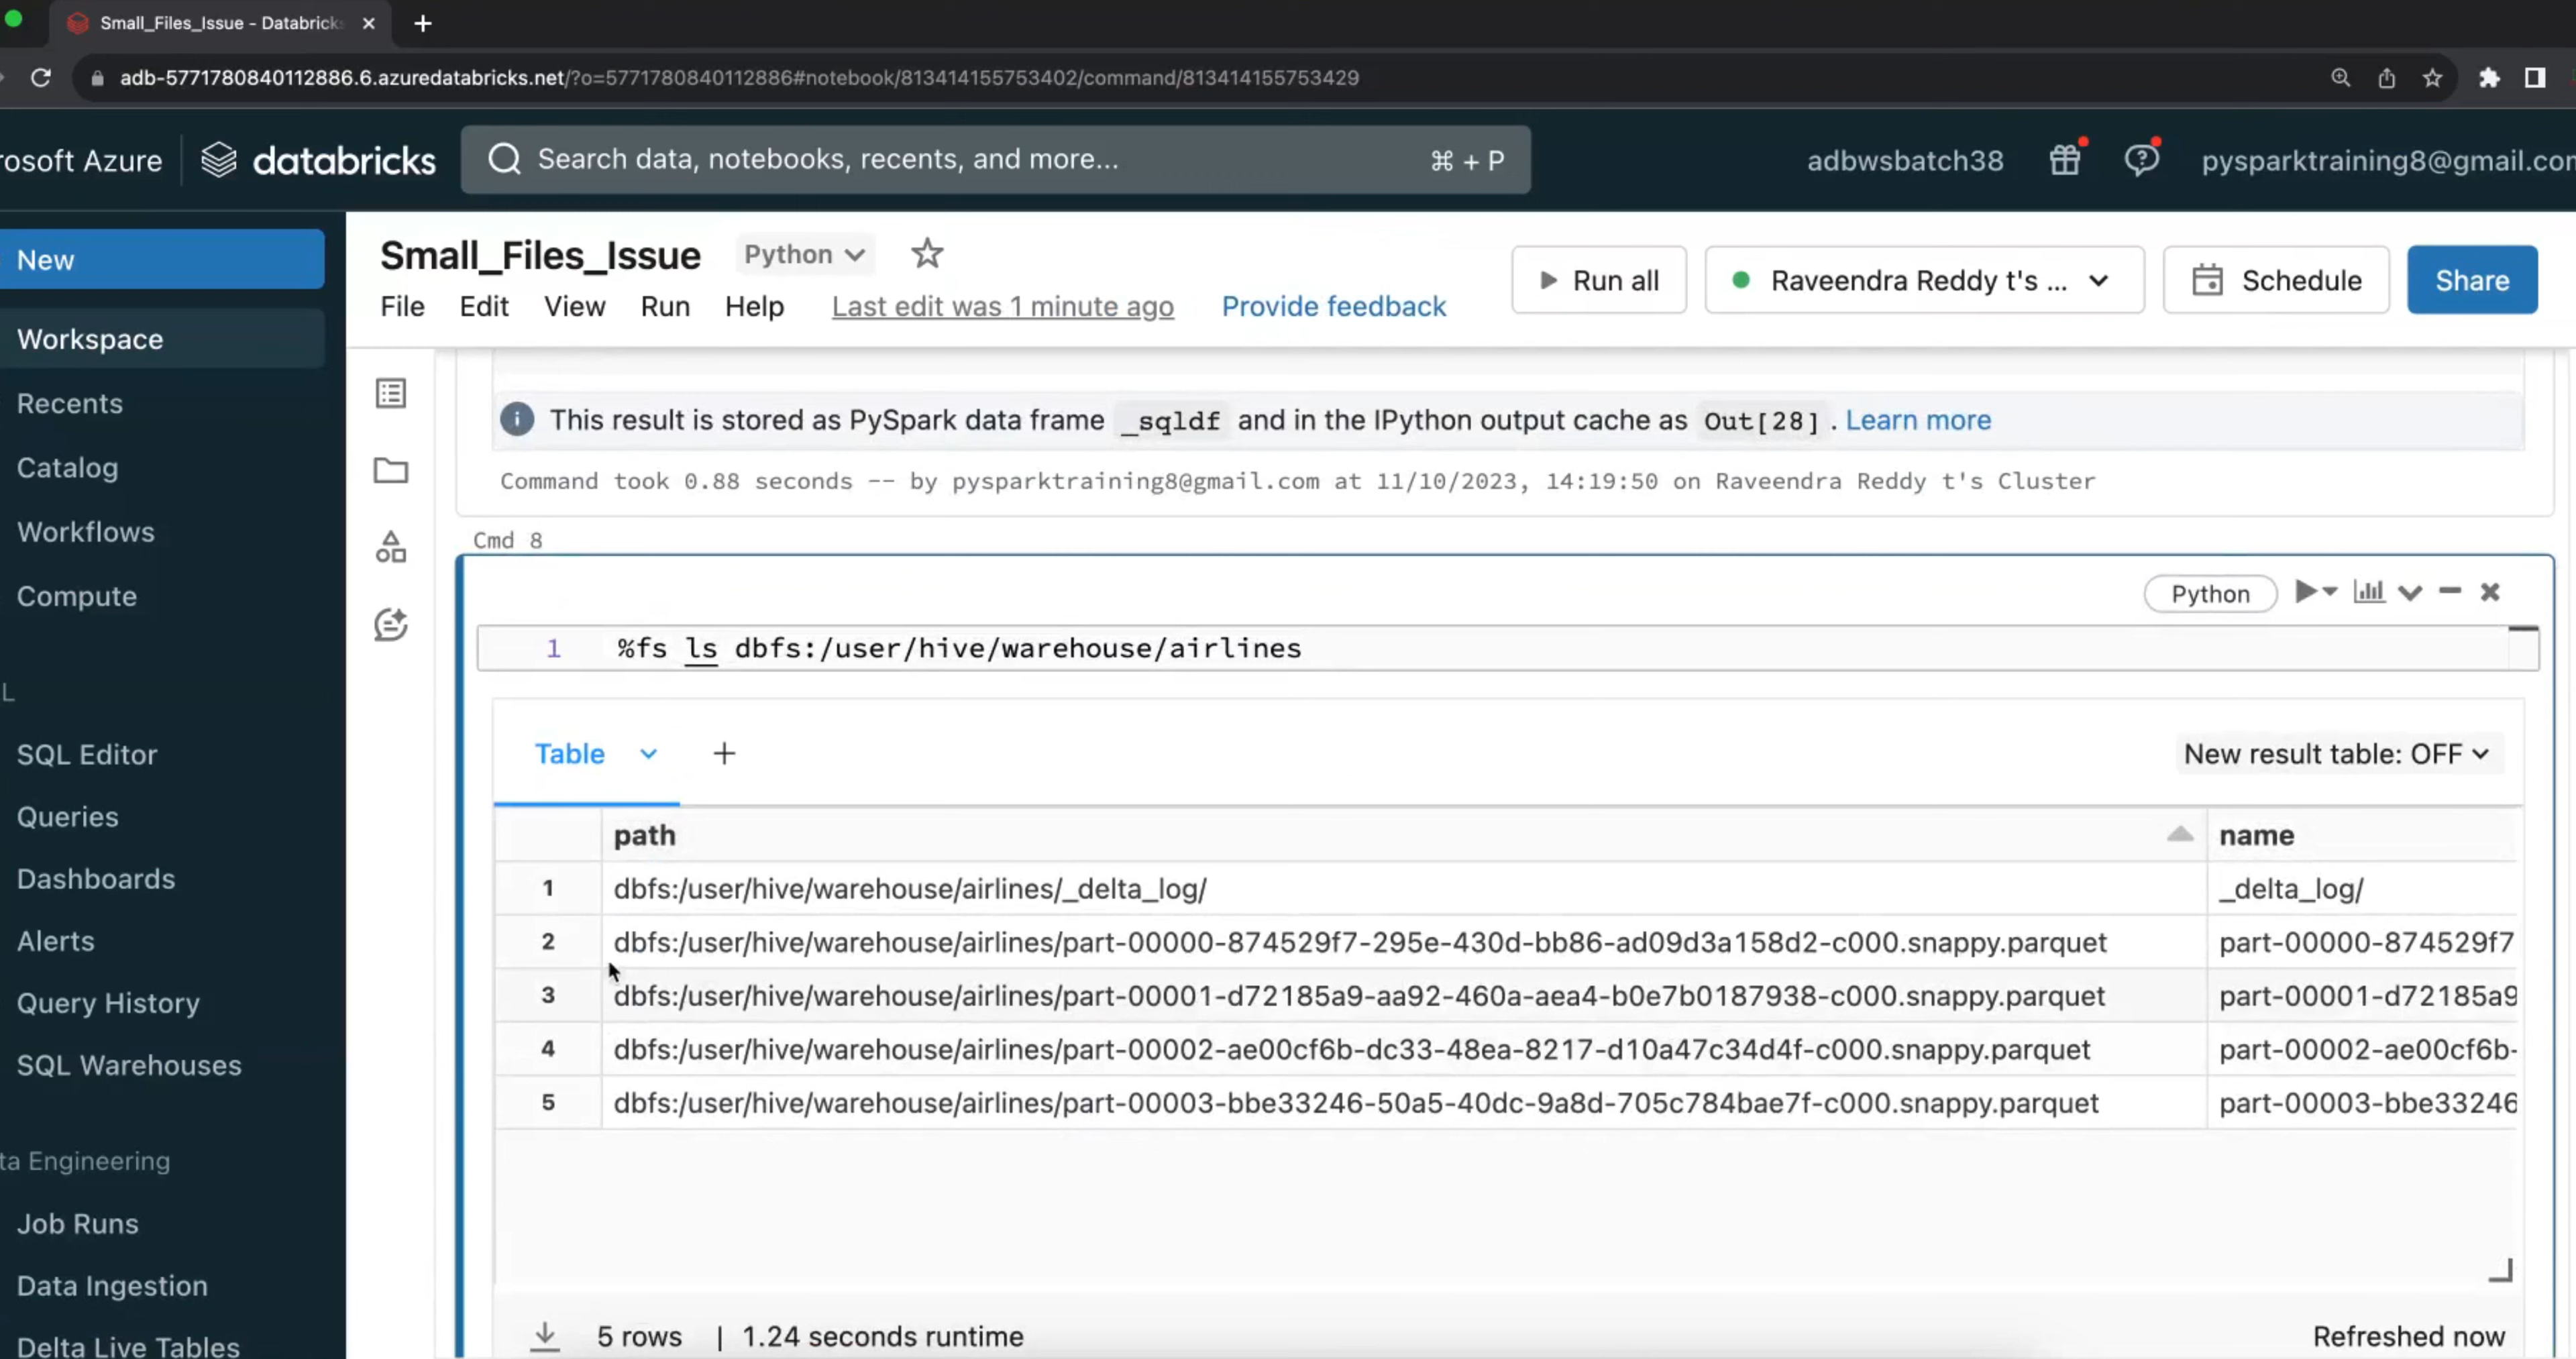 Small_Files_Issue - Databrick
adb-5771780840112886.6.azuredatabricks.net/?o=5771780840112886#notebook/813414155753402/command/813414155753429
rosoft Azure databricks Search data, notebooks, recents, and more... ⌘ + P adbwsbatch38 pysparktraining8@gmail.con
New
Workspace
Recents
Catalog
Workflows
Compute
L
SQL Editor
Queries
Dashboards
Alerts
Query History
SQL Warehouses
ta Engineering
Job Runs
Data Ingestion
Delta Live Tables
Small_Files_Issue Python
File Edit View Run Help Last edit was 1 minute ago Provide feedback
Run all Raveendra Reddy t's ... Schedule Share
This result is stored as PySpark data frame _sqldf and in the IPython output cache as Out[28] . Learn more
Command took 0.88 seconds -- by pysparktraining8@gmail.com at 11/10/2023, 14:19:50 on Raveendra Reddy t's Cluster
Cmd 8
Python
1 %fs ls dbfs:/user/hive/warehouse/airlines
Table + New result table: OFF
path name
1 dbfs:/user/hive/warehouse/airlines/_delta_log/ _delta_log/
2 dbfs:/user/hive/warehouse/airlines/part-00000-874529f7-295e-430d-bb86-ad09d3a158d2-c000.snappy.parquet part-00000-874529f7
3 dbfs:/user/hive/warehouse/airlines/part-00001-d72185a9-aa92-460a-aea4-b0e7b0187938-c000.snappy.parquet part-00001-d72185a9
4 dbfs:/user/hive/warehouse/airlines/part-00002-ae00cf6b-dc33-48ea-8217-d10a47c34d4f-c000.snappy.parquet part-00002-ae00cf6b-
5 dbfs:/user/hive/warehouse/airlines/part-00003-bbe33246-50a5-40dc-9a8d-705c784bae7f-c000.snappy.parquet part-00003-bbe33246
5 rows | 1.24 seconds runtime Refreshed now